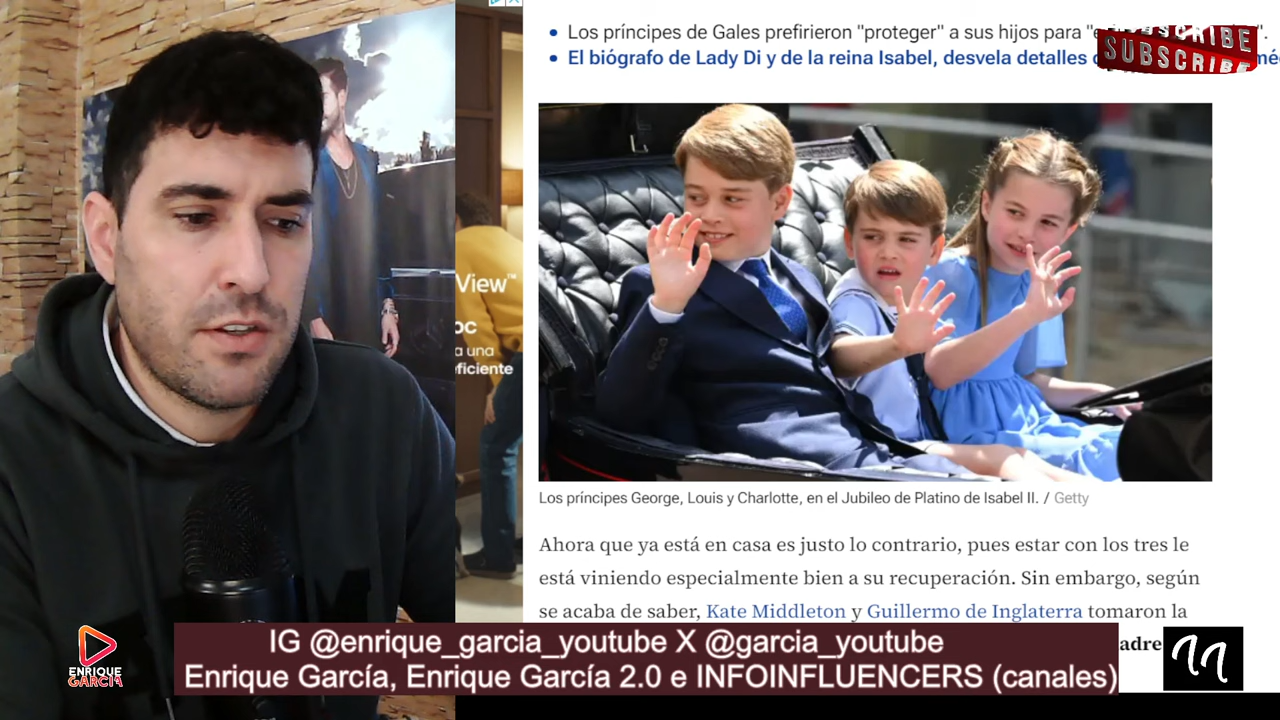 Los príncipes de Gales prefirieron "proteger" a sus hijos para
SUBSCRIBE
SUBSCRIBE
El biógrafo de Lady Di y de la reina Isabel, desvela detalles
View™
a una
eficiente
Los príncipes George, Louis y Charlotte, en el Jubileo de Platino de Isabel II. / Getty
Ahora que ya está en casa es justo lo contrario, pues estar con los tres le
está viniendo especialmente bien a su recuperación. Sin embargo, según
se acaba de saber, Kate Middleton y Guillermo de Inglaterra tomaron la
IG @enrique_garcia_youtube X @garcia_youtube
Enrique García, Enrique García 2.0 e INFOINFLUENCERS (canales)
ENRIQUE
GARCÍA